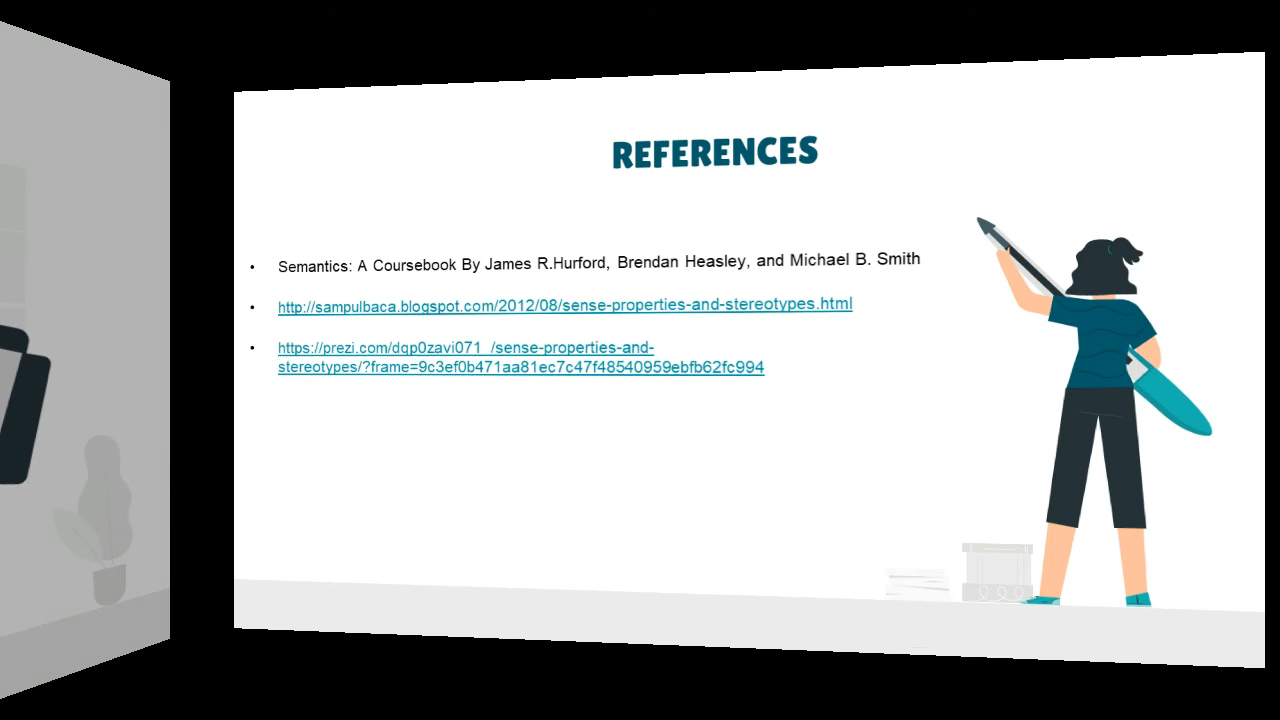 REFERENCES
• Semantics: A Coursebook By James R.Hurford, Brendan Heasley, and Michael B. Smith
• http://sampulbaca.blogspot.com/2012/08/sense-properties-and-stereotypes.html
• https://prezi.com/dqp0zavi071_/sense-properties-and-
stereotypes/?frame=9c3ef0b471aa81ec7c47f48540959ebfb62fc994